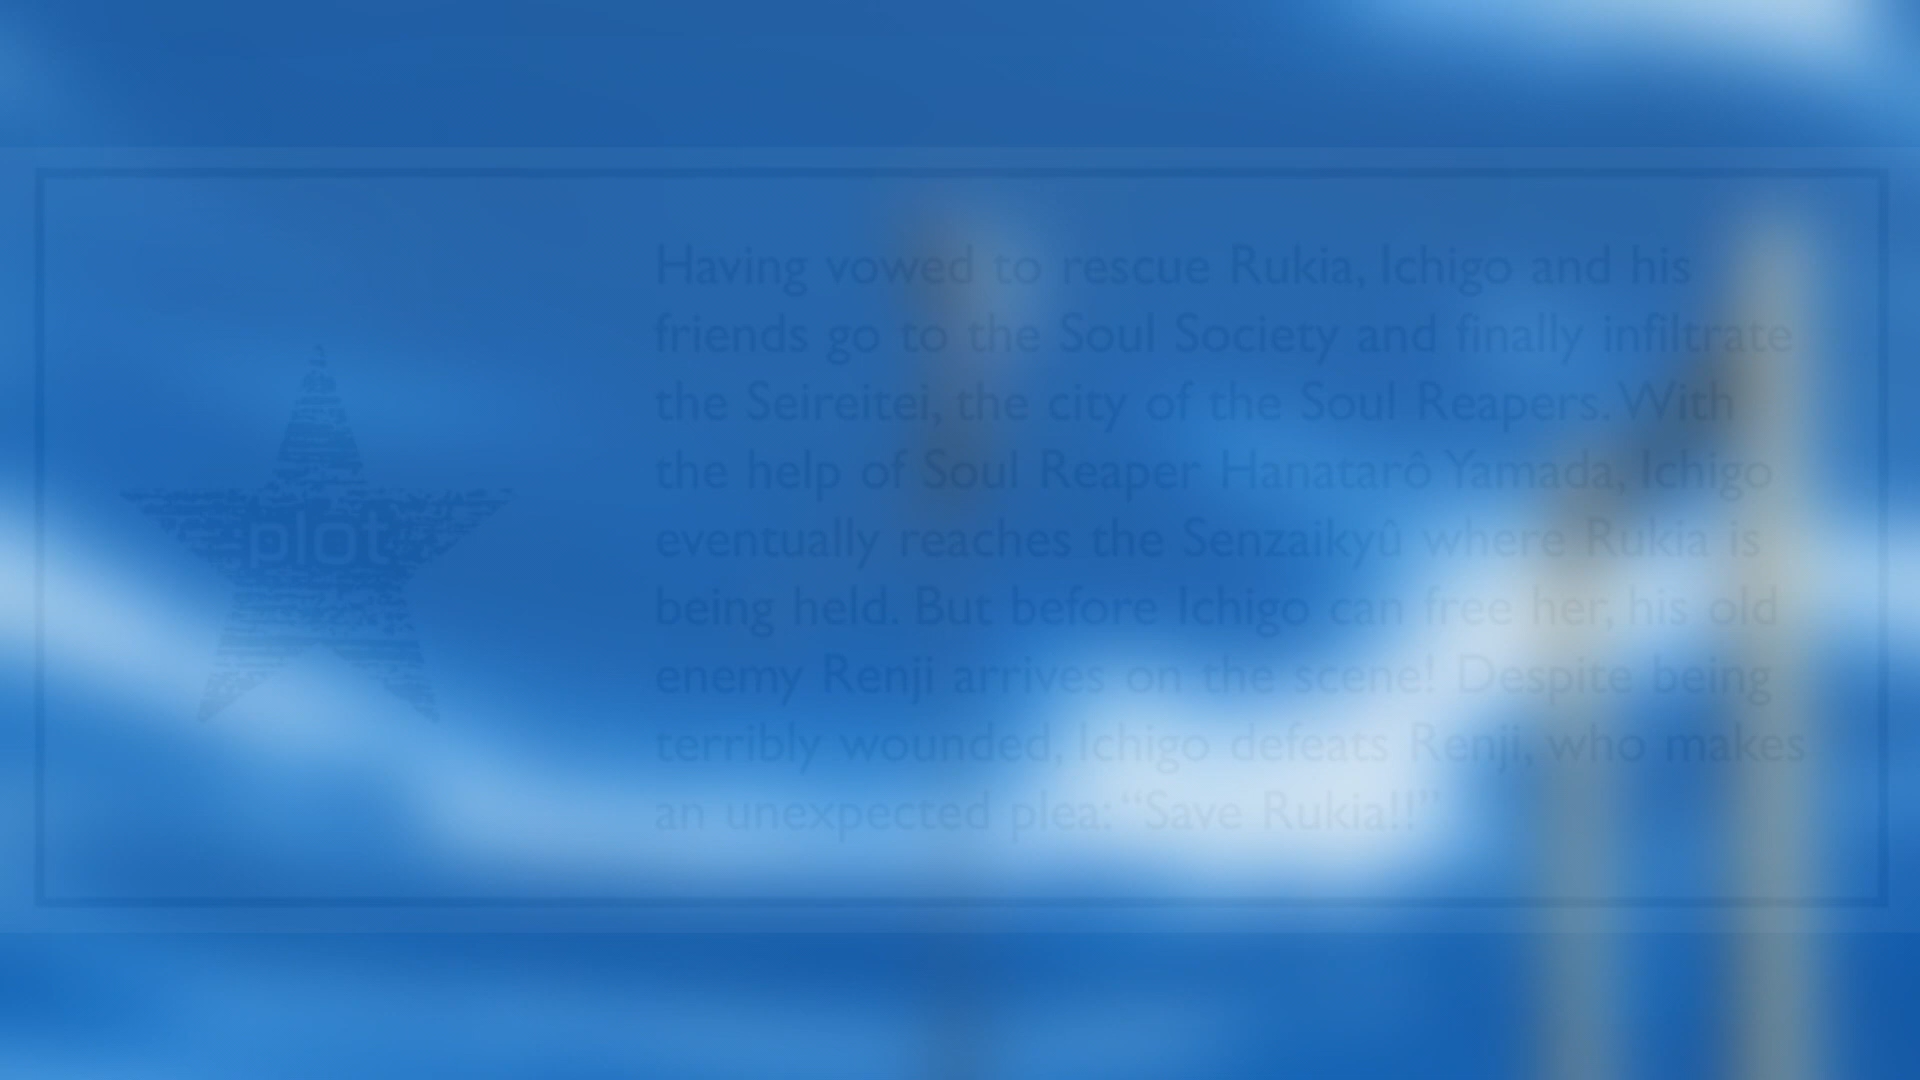 plot
Having vowed to rescue Rukia, Ichigo and his
friends go to the Soul Society and finally infiltrate
the Seireitei, the city of the Soul Reapers. With
the help of Soul Reaper Hanatarô Yamada, Ichigo
eventually reaches the Senzaikyû where Rukia is
being held. But before Ichigo can free her, his old
enemy Renji arrives on the scene! Despite being
terribly wounded, Ichigo defeats Renji, who makes
an unexpected plea: “Save Rukia!!”